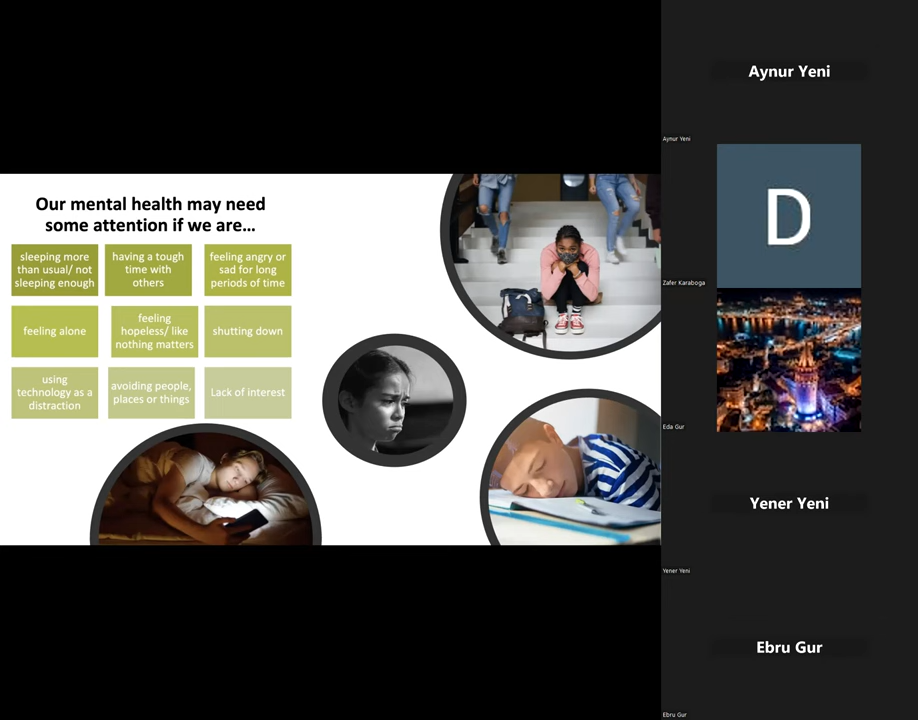 Our mental health may need
some attention if we are…
sleeping more
than usual/ not
sleeping enough
having a tough
time with
others
feeling angry or
sad for long
periods of time
feeling alone
feeling
hopeless/ like
nothing matters
shutting down
using
technology as a
distraction
avoiding people,
places or things
Lack of interest
Aynur Yeni
Aynur Yeni
D
Zafer Karaboga
Eda Gur
Yener Yeni
Yener Yeni
Ebru Gur
Ebru Gur